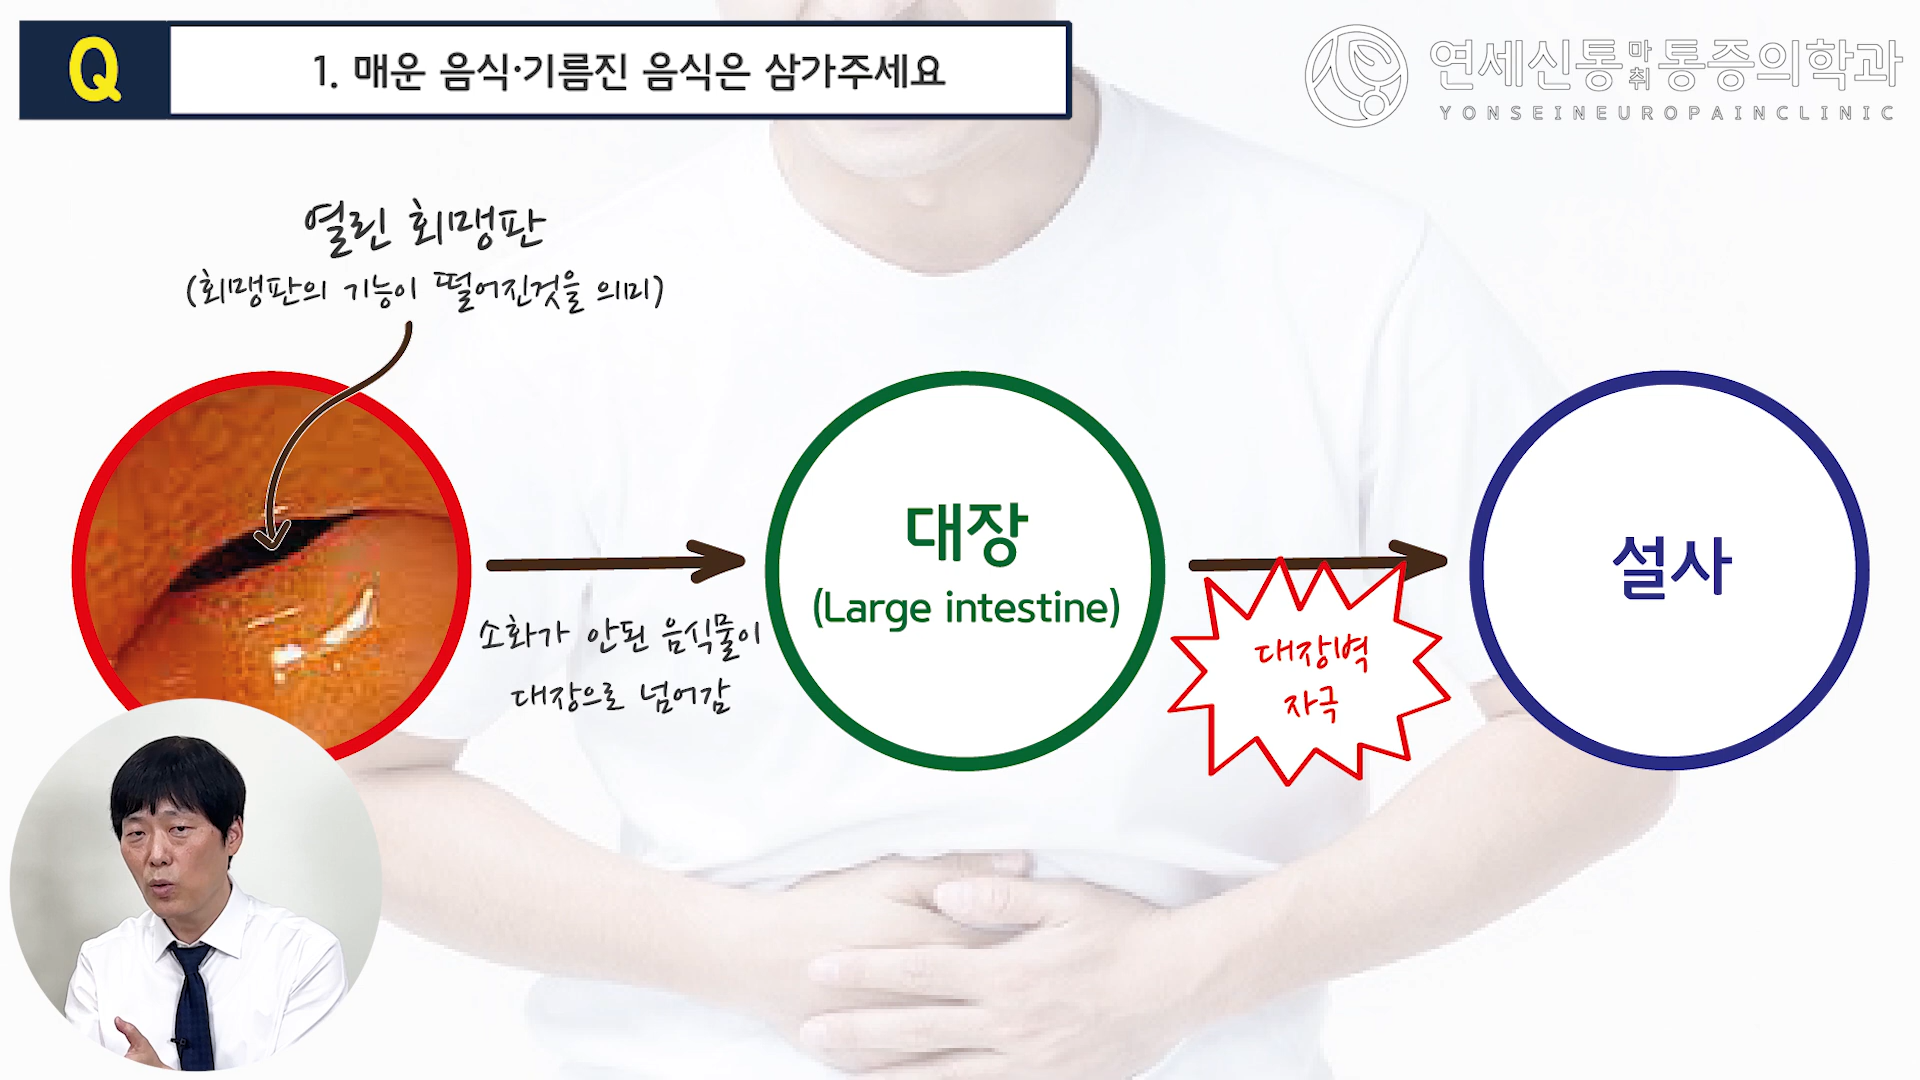 Q
1. 매운 음식·기름진 음식은 삼가주세요
연세신통마취통증의학과
YONSEINEUROPAINCLINIC
열린 회맹판
(회맹판의 기능이 떨어진것을 의미)
소화가 안된 음식물이
대장으로 넘어감
대장
(Large intestine)
대장벽
자극
설사